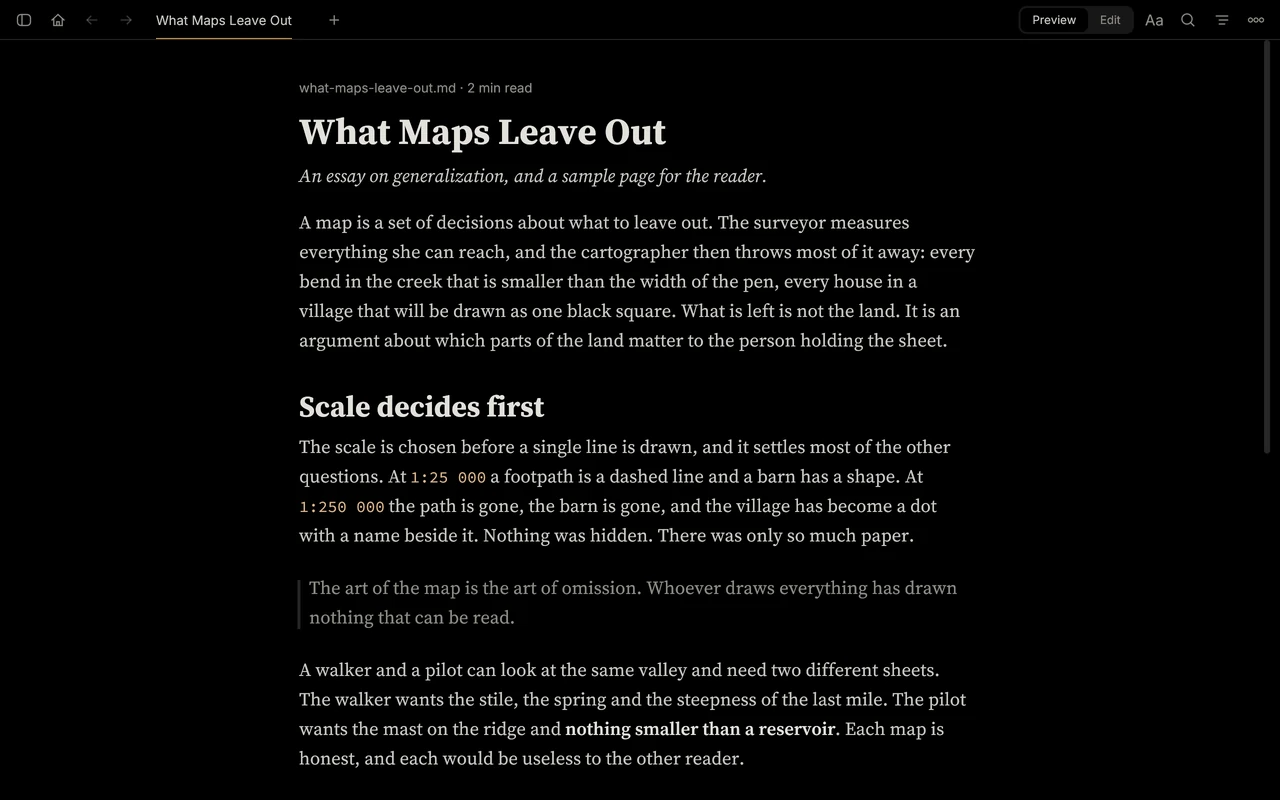 What Maps Leave Out
Preview
Edit
Aa
what-maps-leave-out.md · 2 min read
What Maps Leave Out
An essay on generalization, and a sample page for the reader.
A map is a set of decisions about what to leave out. The surveyor measures
everything she can reach, and the cartographer then throws most of it away: every
bend in the creek that is smaller than the width of the pen, every house in a
village that will be drawn as one black square. What is left is not the land. It is an
argument about which parts of the land matter to the person holding the sheet.
Scale decides first
The scale is chosen before a single line is drawn, and it settles most of the other
questions. At 1:25 000 a footpath is a dashed line and a barn has a shape. At
1:250 000 the path is gone, the barn is gone, and the village has become a dot
with a name beside it. Nothing was hidden. There was only so much paper.
The art of the map is the art of omission. Whoever draws everything has drawn
nothing that can be read.
A walker and a pilot can look at the same valley and need two different sheets.
The walker wants the stile, the spring and the steepness of the last mile. The pilot
wants the mast on the ridge and nothing smaller than a reservoir. Each map is
honest, and each would be useless to the other reader.